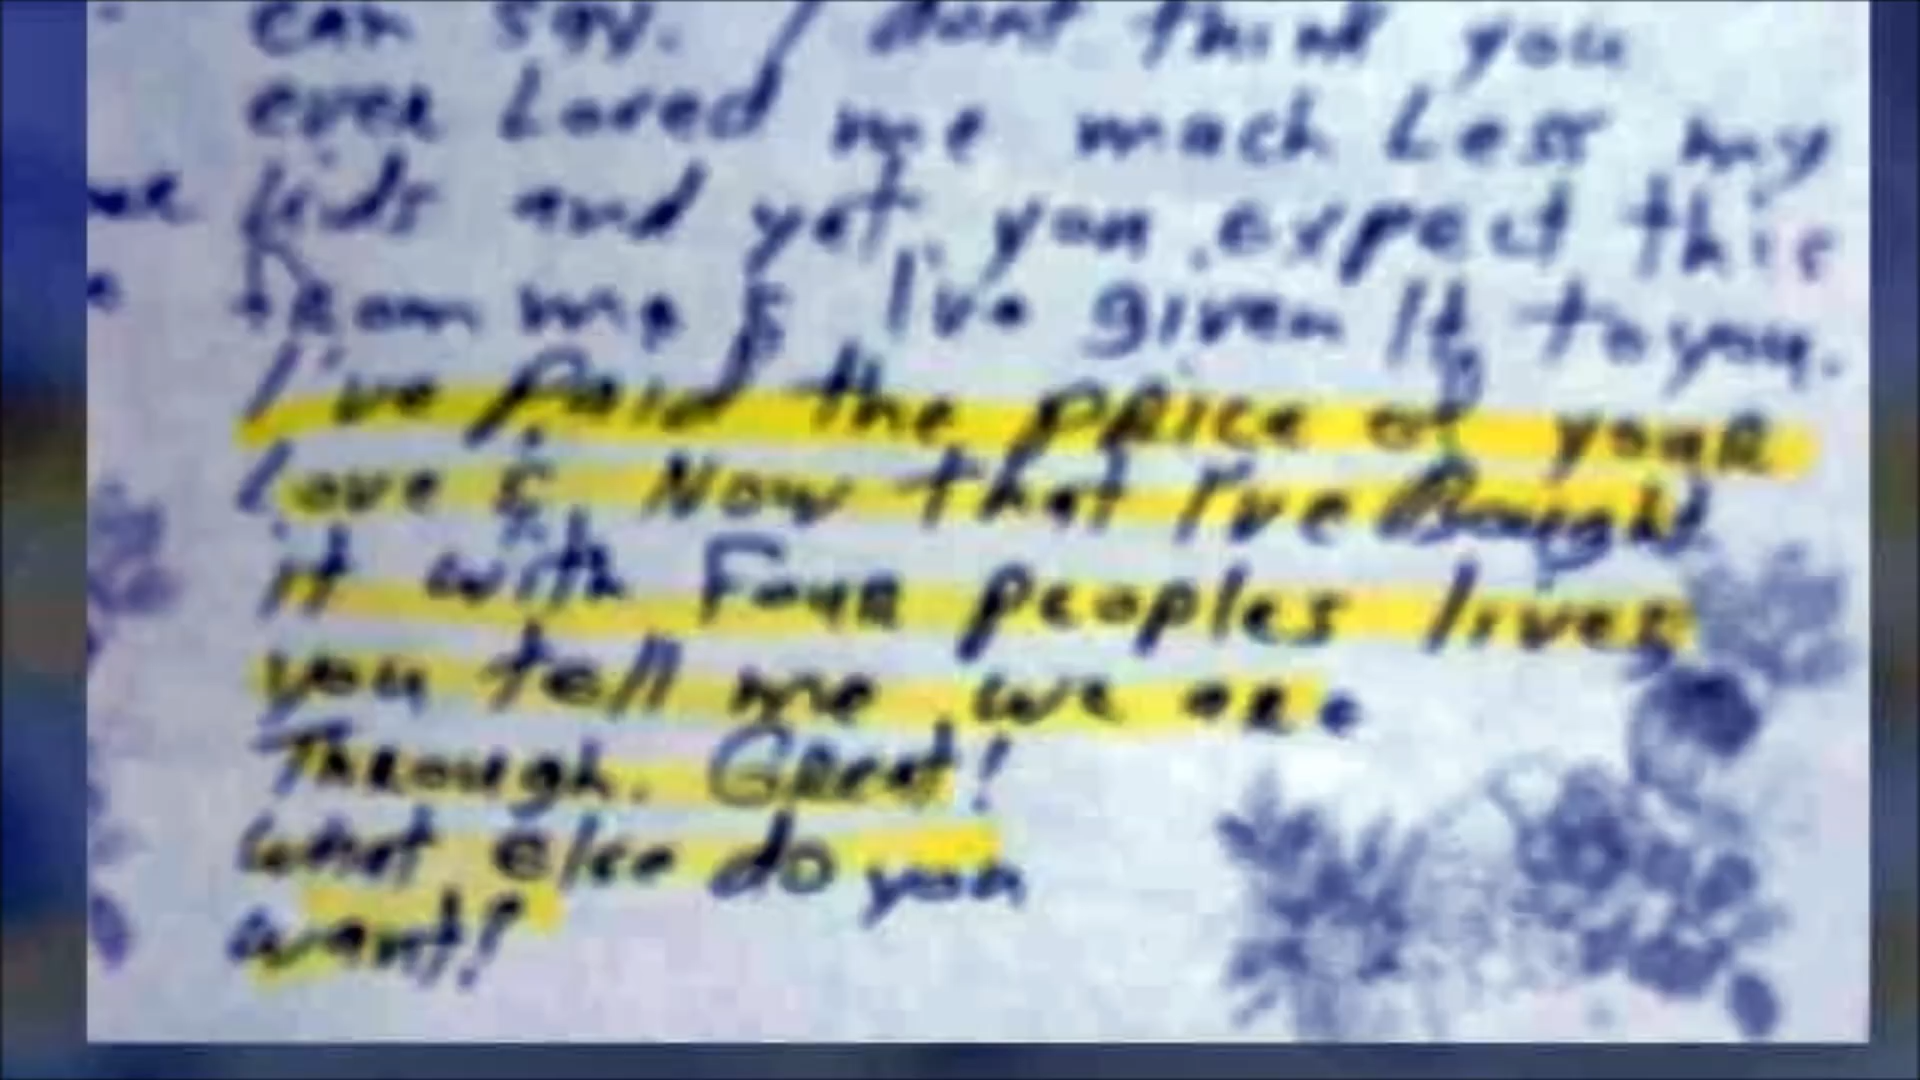 can say. I dont think you
ever Loved me much Less my
kids and yet you expect this
from me & I've given It to you.
I've paid the price of your
Love & Now that I've Bought
it with Four peoples lives
you tell me we are
Through. Great!
what else do you
want!